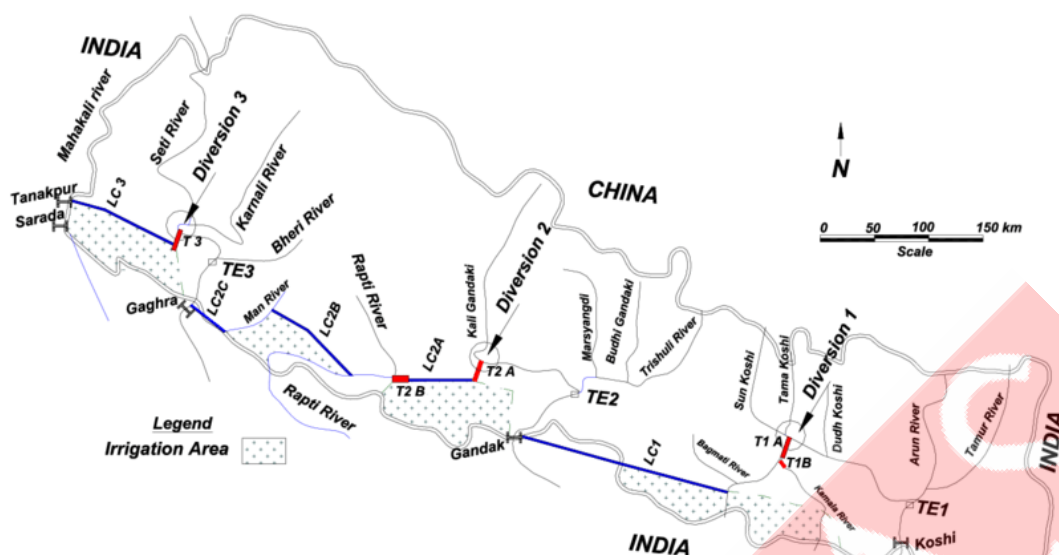 INDIA
Mahakali river
Seti River
Diversion 3
Karnali River
LC 3
Tanakpur
Sarada
T 3
Bheri River
TE3
Gaghra
LC2C
Man River
LC2B
Rapti River
Rapti River
LC2A
T2 B
Kali Gandaki
Diversion 2
T2 A
CHINA
N
0 50 100 150 km
Scale
Marsyangdi
Budhi Gandaki
Trishuli River
TE2
Gandak
LC1
Sun Koshi
Tama Koshi
Diversion 1
Dudh Koshi
T1 A
T1B
Bagmati River
Kamala River
Arun River
Tamur River
TE1
Koshi
INDIA
INDIA
Legend
Irrigation Area